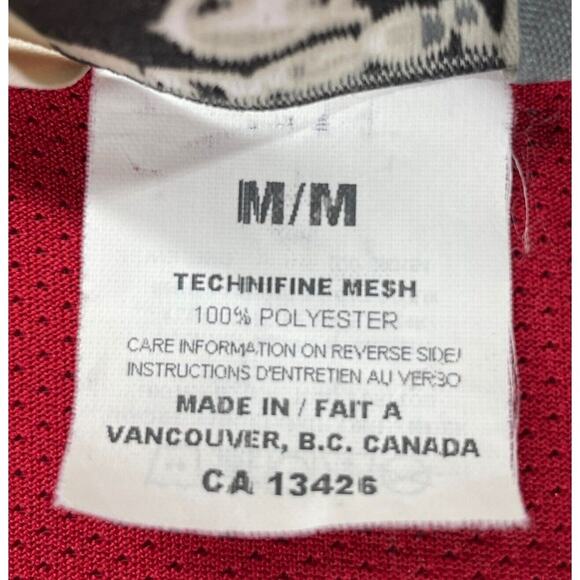 M/M
TECHNIFINE MESH
100% POLYESTER
CARE INFORMATION ON REVERSE SIDE/
INSTRUCTIONS D'ENTRETIEN AU VERSO
MADE IN / FAIT A
VANCOUVER, B.C. CANADA
CA 13426